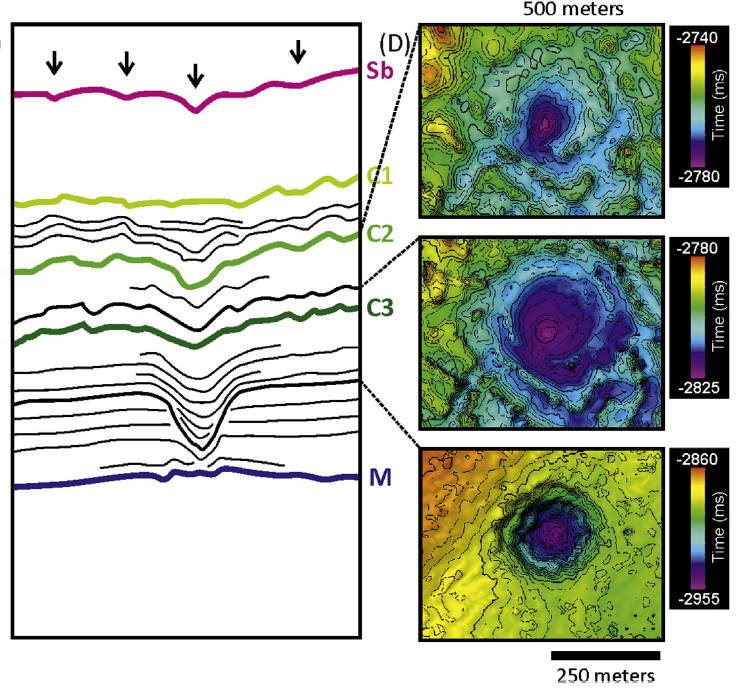 500 meters
(D)
Sb
C1
C2
C3
M
-2740
Time (ms)
-2780
-2780
Time (ms)
-2825
-2860
Time (ms)
-2955
250 meters